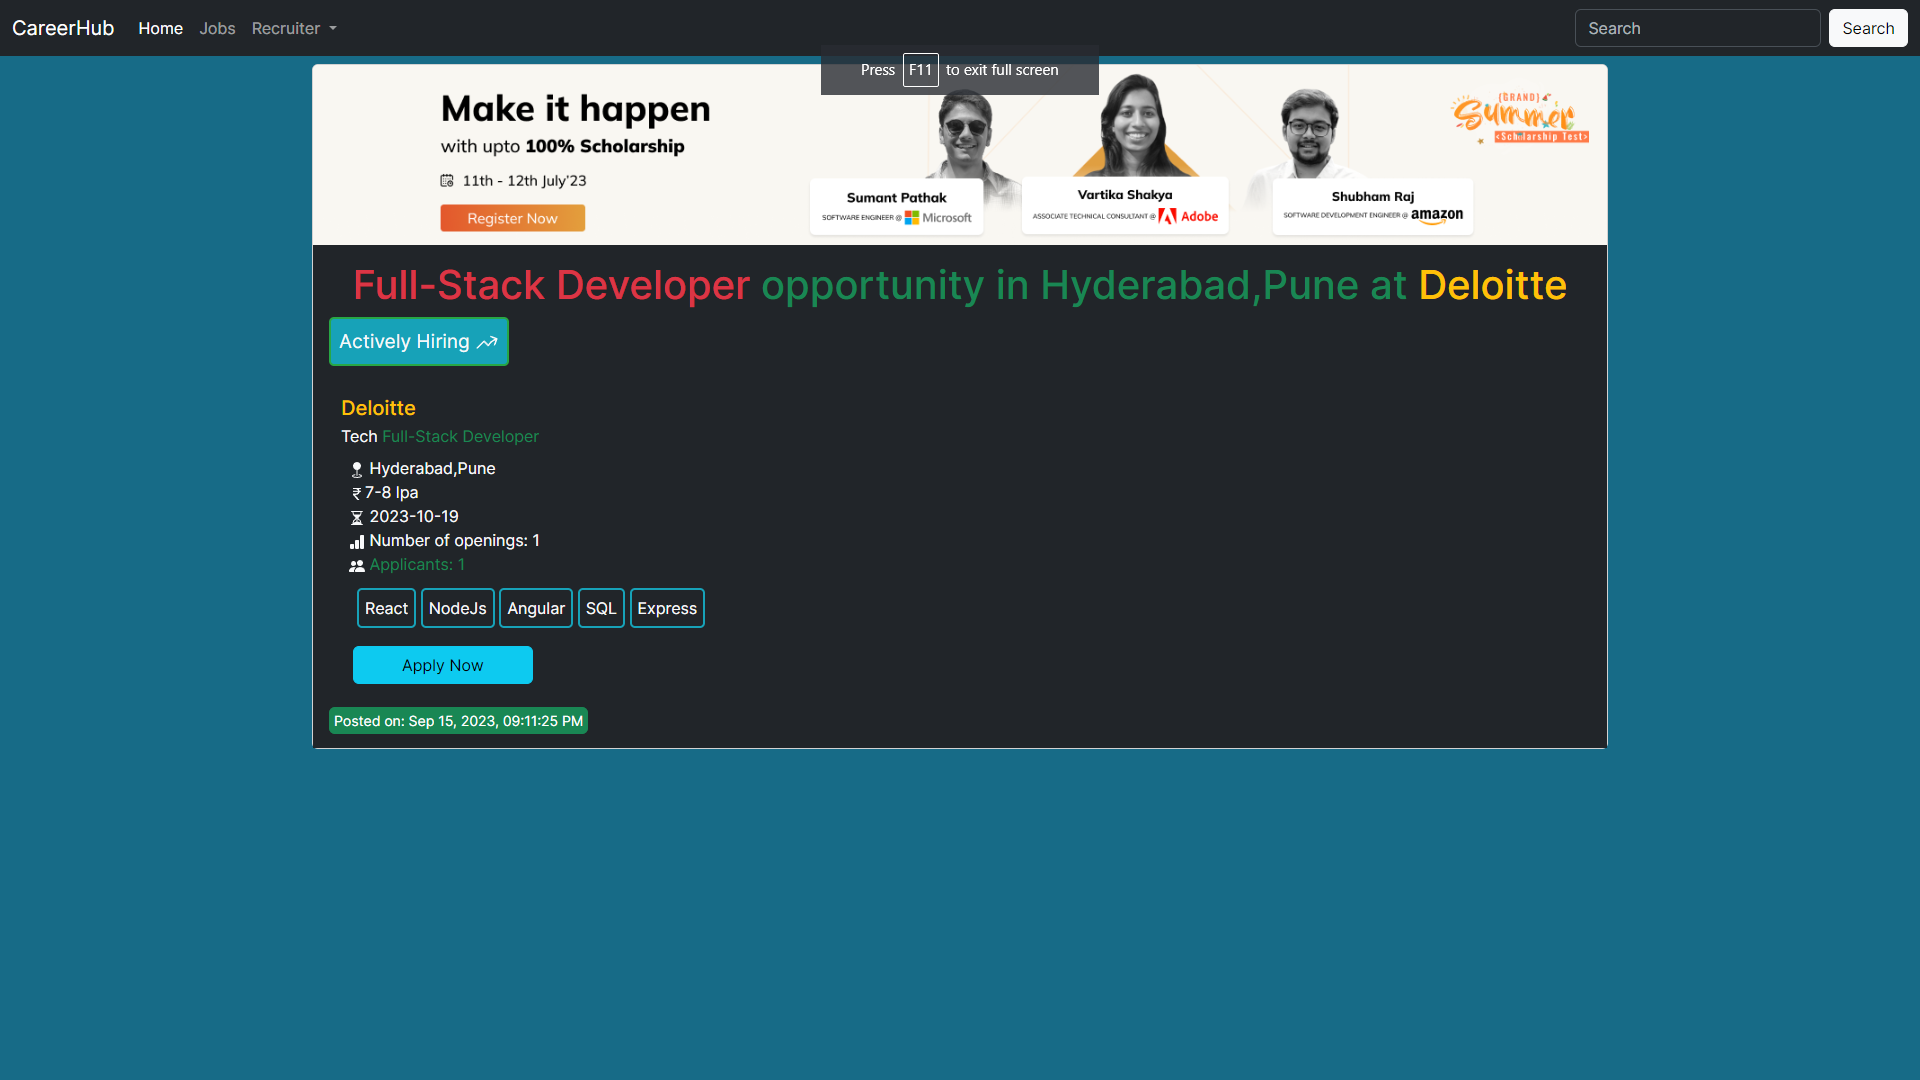 CareerHub Home Jobs Recruiter Search Search
Press F11 to exit full screen
Make it happen
with upto 100% Scholarship
11th - 12th July'23
Register Now
Sumant Pathak
SOFTWARE ENGINEER @ Microsoft
Vartika Shakya
ASSOCIATE TECHNICAL CONSULTANT @ Adobe
Shubham Raj
SOFTWARE DEVELOPMENT ENGINEER @ amazon
{GRAND}
Summer
<Scholarship Test>
Full-Stack Developer opportunity in Hyderabad,Pune at Deloitte
Actively Hiring
Deloitte
Tech Full-Stack Developer
Hyderabad,Pune
₹ 7-8 lpa
2023-10-19
Number of openings: 1
Applicants: 1
React NodeJs Angular SQL Express
Apply Now
Posted on: Sep 15, 2023, 09:11:25 PM